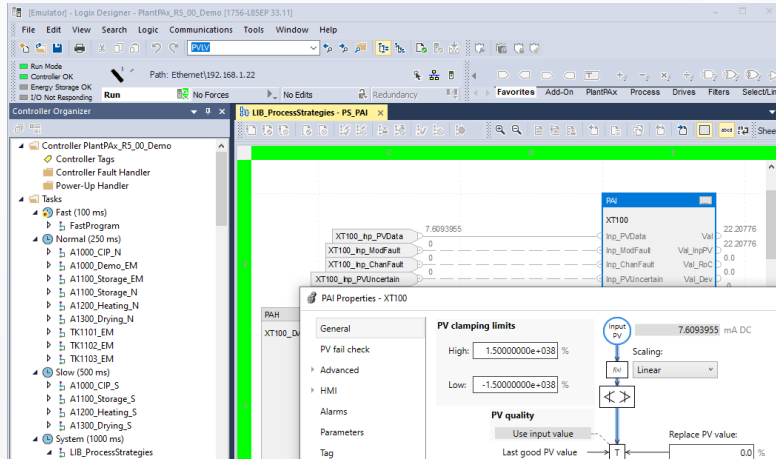 [Emulator] - Logix Designer - PlantPAx_R5_00_Demo [1756-L85EP 33.11]
File Edit View Search Logic Communications Tools Window Help
PVLV
Run Mode
Controller OK
Energy Storage OK
I/O Not Responding
Path: Ethernet\192.168.1.22
Run
No Forces
No Edits
Redundancy
Favorites Add-On PlantPAx Process Drives Filters Select/Lim
Controller Organizer
LIB_ProcessStrategies - PS_PAI
abcd
Sheet
Controller PlantPAx_R5_00_Demo
Controller Tags
Controller Fault Handler
Power-Up Handler
Tasks
Fast (100 ms)
FastProgram
Normal (250 ms)
A1000_CIP_N
A1000_Demo_EM
A1100_Storage_EM
A1100_Storage_N
A1200_Heating_N
A1300_Drying_N
TK1101_EM
TK1102_EM
TK1103_EM
Slow (500 ms)
A1000_CIP_S
A1100_Storage_S
A1200_Heating_S
A1300_Drying_S
System (1000 ms)
LIB_ProcessStrategies
C
D
E
PAI
XT100
XT100_Inp_PVData 7.6093955 Inp_PVData Val 22.20776
XT100_Inp_ModFault 0 Inp_ModFault Val_InpPV 22.20776
XT100_Inp_ChanFault 0 Inp_ChanFault Val_RoC 0.0
XT100_Inp_PVUncertain 0 Inp_PVUncertain Val_Dev 0.0
PAH
XT100_DA
PAI Properties - XT100
General
PV fail check
Advanced
HMI
Alarms
Parameters
Tag
PV clamping limits
High: 1.50000000e+038 %
Low: -1.50000000e+038 %
PV quality
Use input value
Last good PV value
Input
PV
7.6093955 mA DC
Scaling:
f(x) Linear
T
Replace PV value:
0.0 %